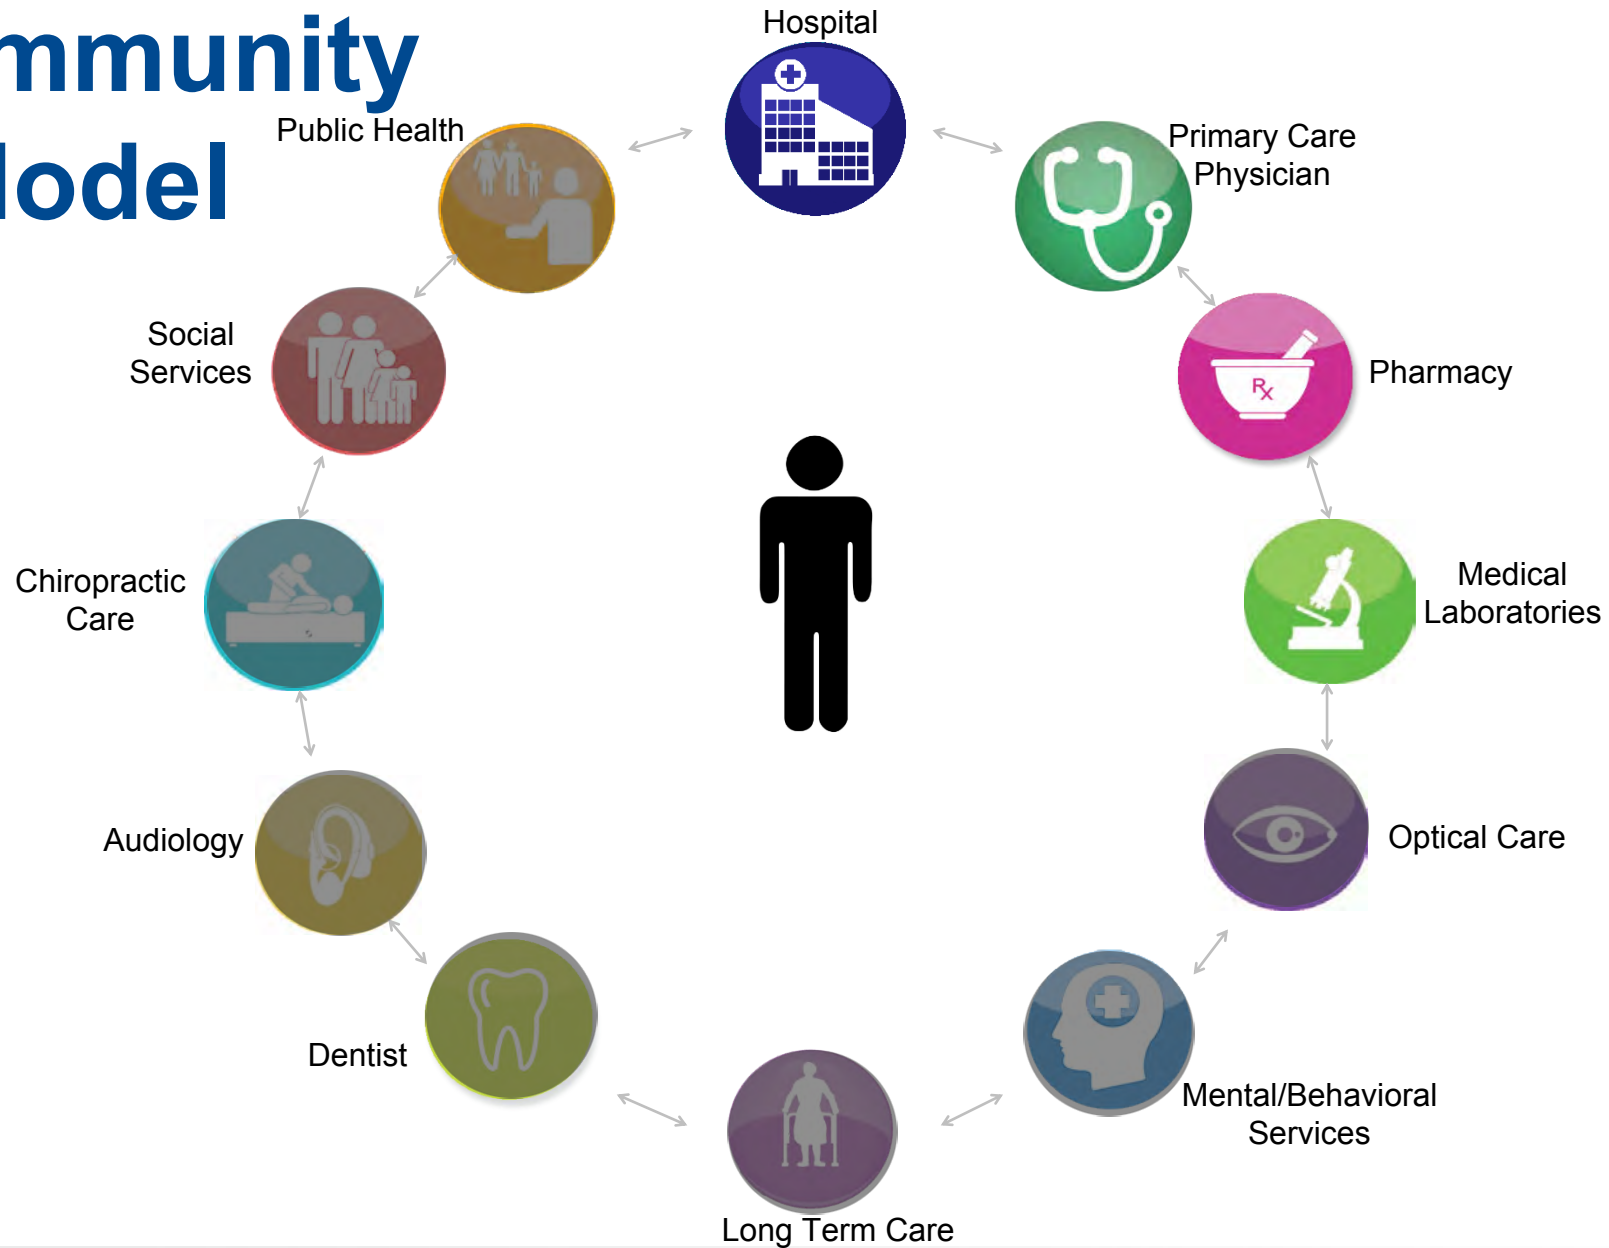 mmunity
odel
Hospital
Public Health
Primary Care
Physician
Social
Services
Pharmacy
Rx
Chiropractic
Care
Medical
Laboratories
Audiology
Optical Care
Dentist
Mental/Behavioral
Services
Long Term Care